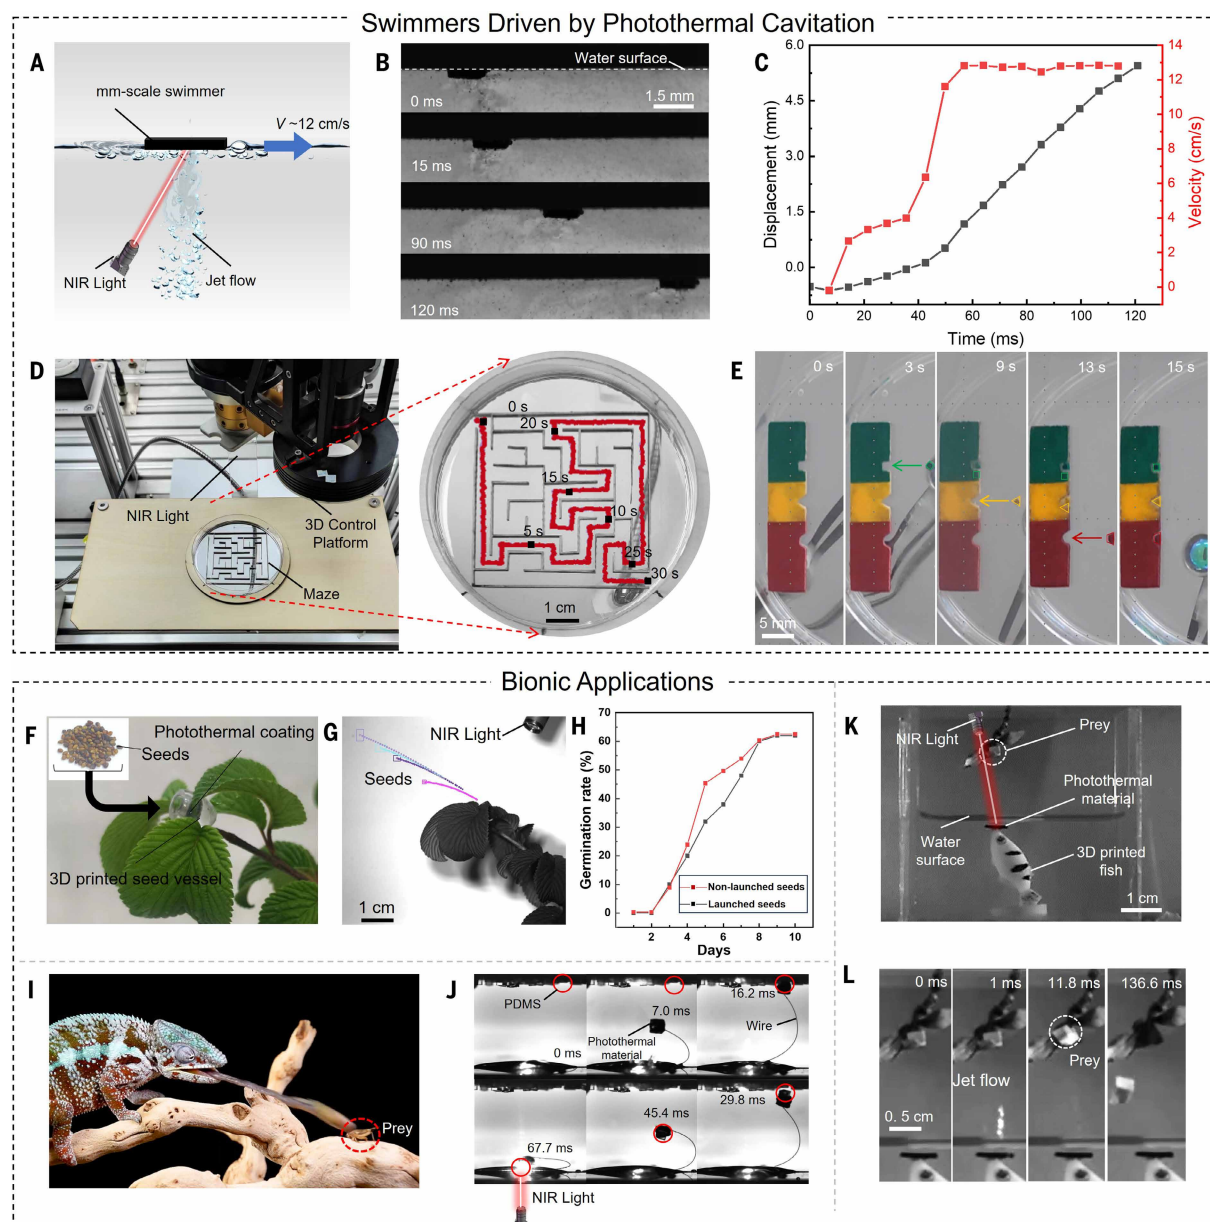 Swimmers Driven by Photothermal Cavitation
A
mm-scale swimmer
V ~12 cm/s
NIR Light
Jet flow
B
Water surface
1.5 mm
0 ms
15 ms
90 ms
120 ms
C
Displacement (mm)
6.0
4.5
3.0
1.5
0.0
0 20 40 60 80 100 120
Time (ms)
14
12
10
8
6
4
2
0
Velocity (cm/s)
D
NIR Light
3D Control
Platform
Maze
0 s
20 s
15 s
10 s
5 s
25 s
30 s
1 cm
E
0 s
3 s
9 s
13 s
15 s
5 mm
Bionic Applications
F
Photothermal coating
Seeds
3D printed seed vessel
G
NIR Light
Seeds
1 cm
H
Germination rate (%)
70
60
50
40
30
20
10
0
Non-launched seeds
Launched seeds
2 4 6 8 10
Days
I
Prey
J
PDMS
0 ms
7.0 ms
Photothermal
material
16.2 ms
Wire
67.7 ms
45.4 ms
29.8 ms
NIR Light
K
NIR Light
Prey
Photothermal
material
Water
surface
3D printed
fish
1 cm
L
0 ms
1 ms
11.8 ms
136.6 ms
Prey
Jet flow
0. 5 cm